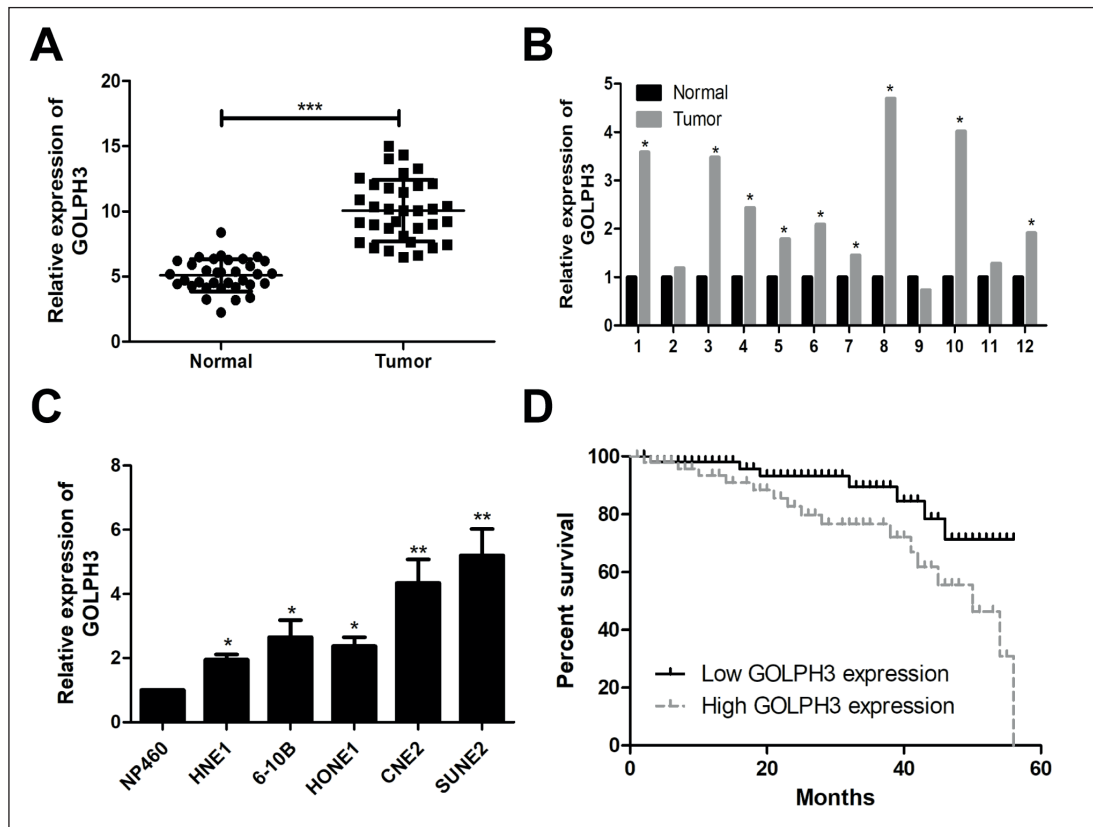 A
Relative expression of
GOLPH3
20
15
10
5
0
***
Normal
Tumor
B
Relative expression of
GOLPH3
5
4
3
2
1
0
Normal
Tumor
* * * * * * * * *
1 2 3 4 5 6 7 8 9 10 11 12
C
Relative expression of
GOLPH3
8
6
4
2
0
* * * ** **
NP460 HNE1 6-10B HONE1 CNE2 SUNE2
D
Percent survival
100
80
60
40
20
0
Low GOLPH3 expression
High GOLPH3 expression
0 20 40 60
Months